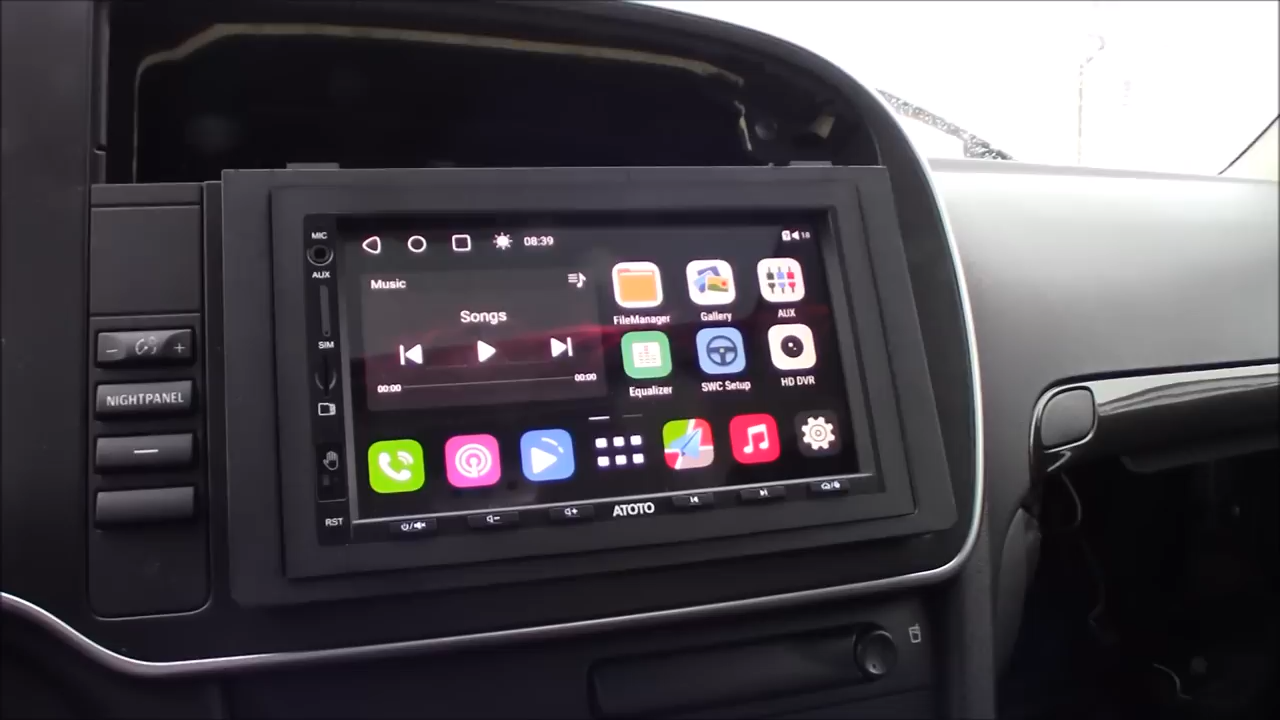 MIC
AUX
SIM
RST
08:39
18
Music
Songs
00:00
00:00
FileManager
Gallery
AUX
Equalizer
SWC Setup
HD DVR
NIGHTPANEL
ATOTO